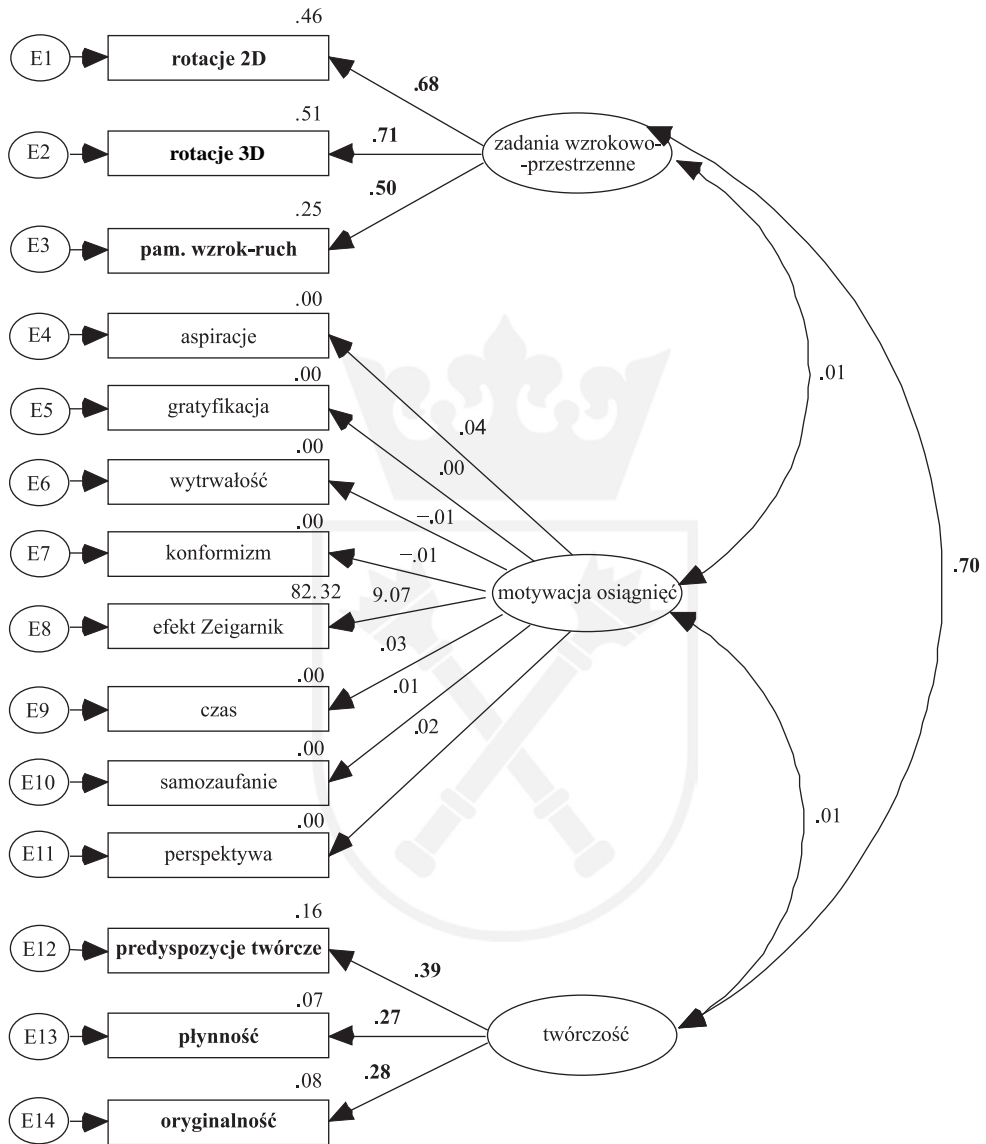 .46
E1
rotacje 2D
.68
.51
E2
rotacje 3D
.71
zadania wzrokowo-
-przestrzenne
.50
.25
E3
pam. wzrok-ruch
.00
E4
aspiracje
.04
.01
.00
E5
gratyfikacja
.00
.00
E6
wytrwałość
−.01
.00
E7
konformizm
−.01
.70
82.32
9.07
motywacja osiągnięć
E8
efekt Zeigarnik
.03
.00
E9
czas
.01
.00
E10
samozaufanie
.02
.00
E11
perspektywa
.01
.16
E12
predyspozycje twórcze
.39
.07
E13
płynność
.27
twórczość
.28
.08
E14
oryginalność